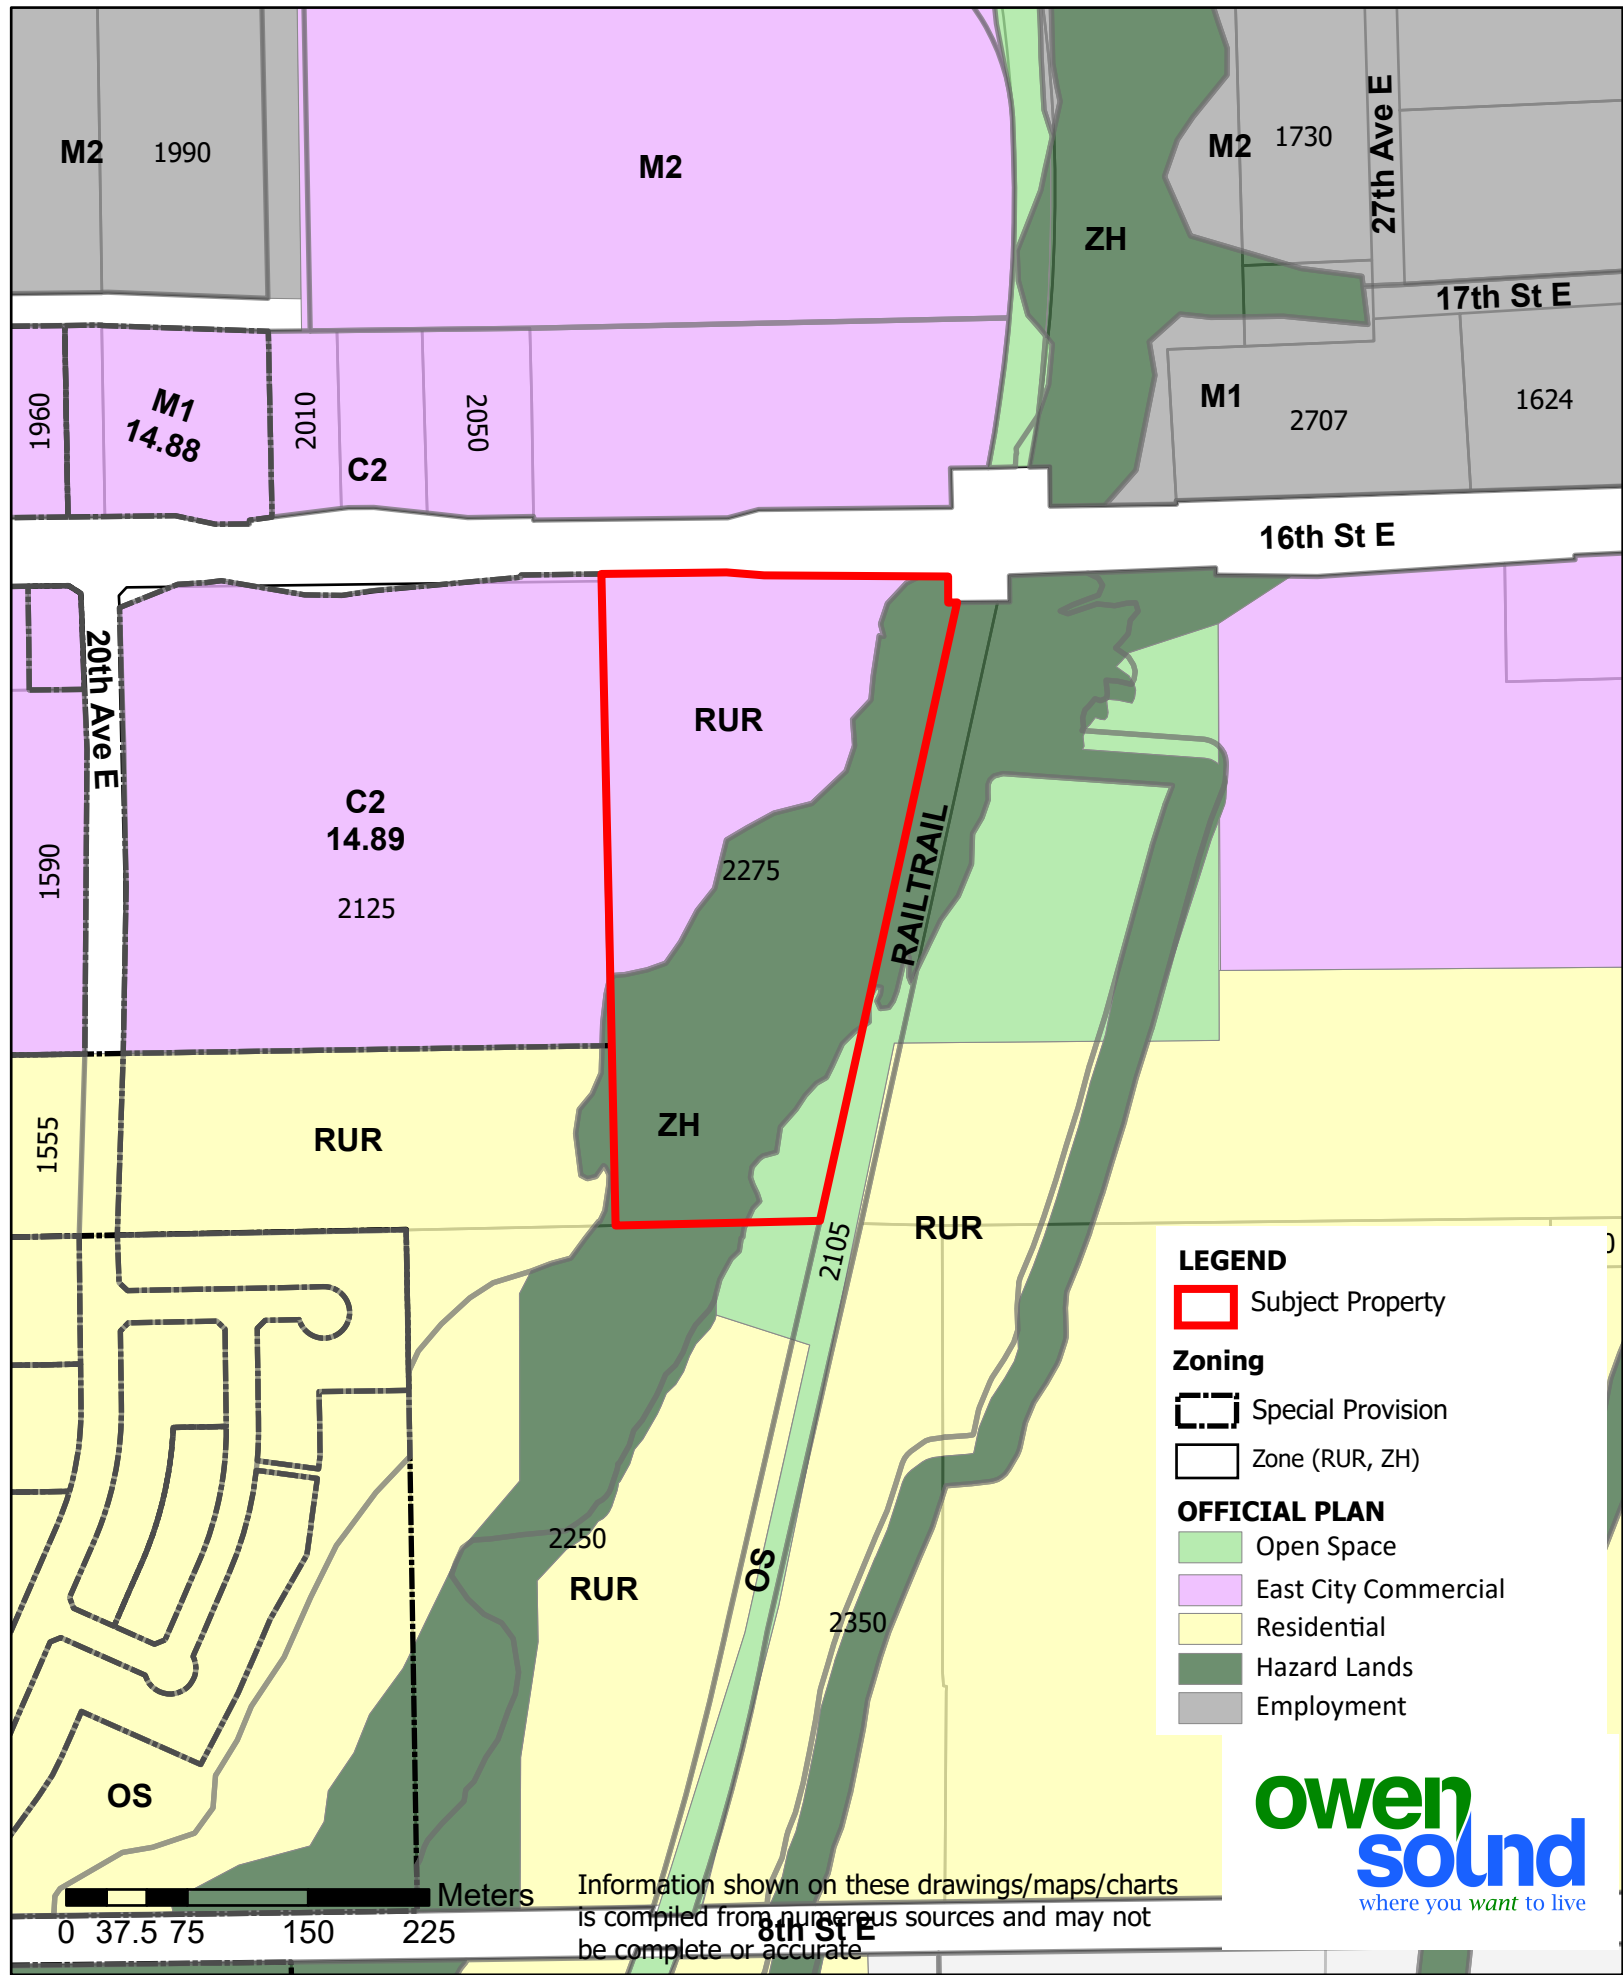 M2
1990
M2
M2
1730
27th Ave E
ZH
17th St E
1960
M1
14.88
2010
C2
2050
M1
2707
1624
16th St E
20th Ave E
RUR
C2
14.89
1590
2125
2275
RAILTRAIL
1555
RUR
ZH
2105
RUR
0
LEGEND
Subject Property
Zoning
Special Provision
Zone (RUR, ZH)
OFFICIAL PLAN
Open Space
East City Commercial
Residential
Hazard Lands
Employment
2250
RUR
OS
2350
OS
owen
sound
where you want to live
Meters
0 37.5 75 150 225
Information shown on these drawings/maps/charts
is compiled from numerous sources and may not
be complete or accurate
8th St E